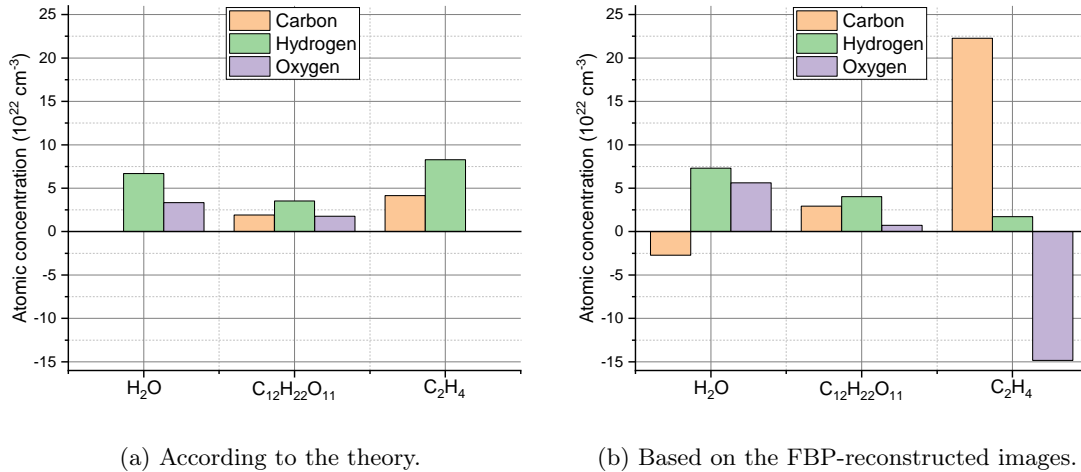 Carbon
Hydrogen
Oxygen
Atomic concentration (10²² cm⁻³)
25
20
15
10
5
0
-5
-10
-15
H₂O
C₁₂H₂₂O₁₁
C₂H₄
(a) According to the theory.
Carbon
Hydrogen
Oxygen
Atomic concentration (10²² cm⁻³)
25
20
15
10
5
0
-5
-10
-15
H₂O
C₁₂H₂₂O₁₁
C₂H₄
(b) Based on the FBP-reconstructed images.